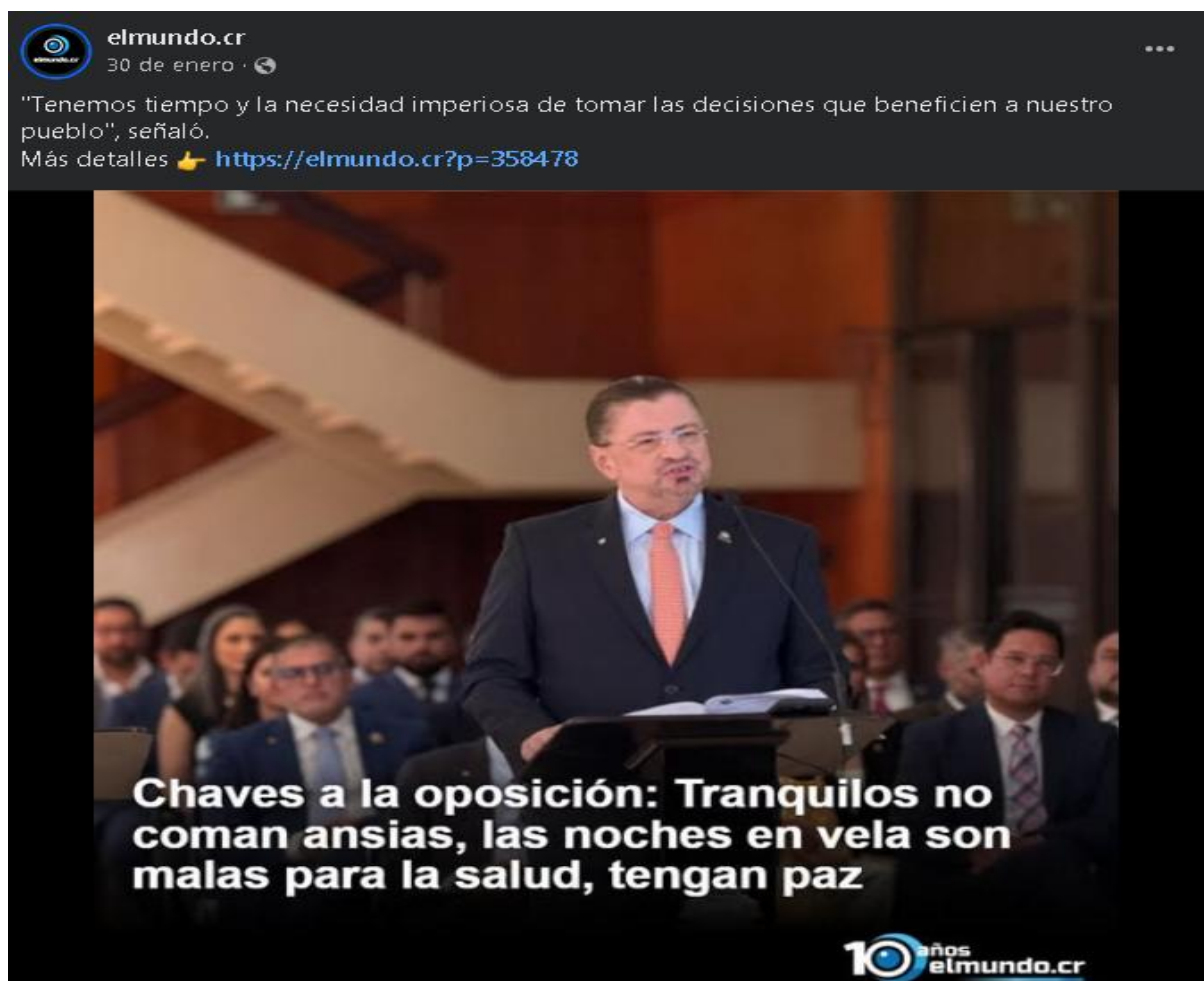 elmundo.cr
30 de enero ·
"Tenemos tiempo y la necesidad imperiosa de tomar las decisiones que beneficien a nuestro
pueblo", señaló.
Más detalles 👉 https://elmundo.cr?p=358478
Chaves a la oposición: Tranquilos no
coman ansias, las noches en vela son
malas para la salud, tengan paz
10 años
elmundo.cr